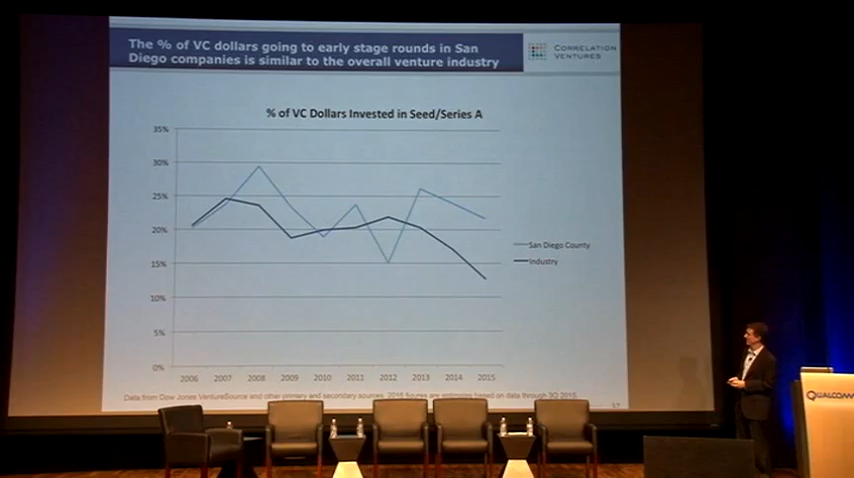 The % of VC dollars going to early stage rounds in San
Diego companies is similar to the overall venture industry
CORRELATION
VENTURES
% of VC Dollars Invested in Seed/Series A
35%
30%
25%
20%
15%
10%
5%
0%
San Diego County
Industry
2006 2007 2008 2009 2010 2011 2012 2013 2014 2015
Data from Dow Jones VentureSource and other primary and secondary sources. 2015 figures are estimates based on data through 3Q 2015.
17
QUALCOMM